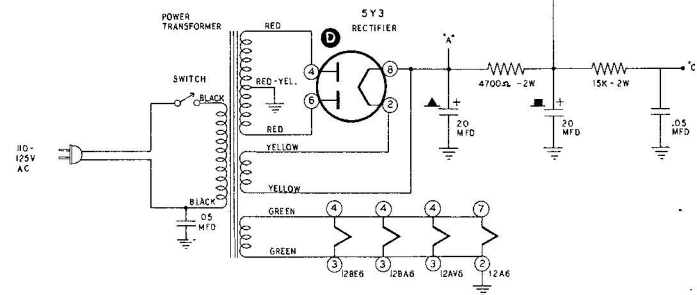 POWER
TRANSFORMER
RED
5Y3
RECTIFIER
D
"A"
"C
4
8
RED-YEL.
4700Ω-2W
15K-2W
SWITCH
BLACK
6
2
+
20
MFD
+
20
MFD
.05
MFD
RED
110-
125V
AC
YELLOW
YELLOW
BLACK
.05
MFD
GREEN
4
4
4
7
GREEN
3
12BE6
3
12BA6
3
12AV6
2
12A6